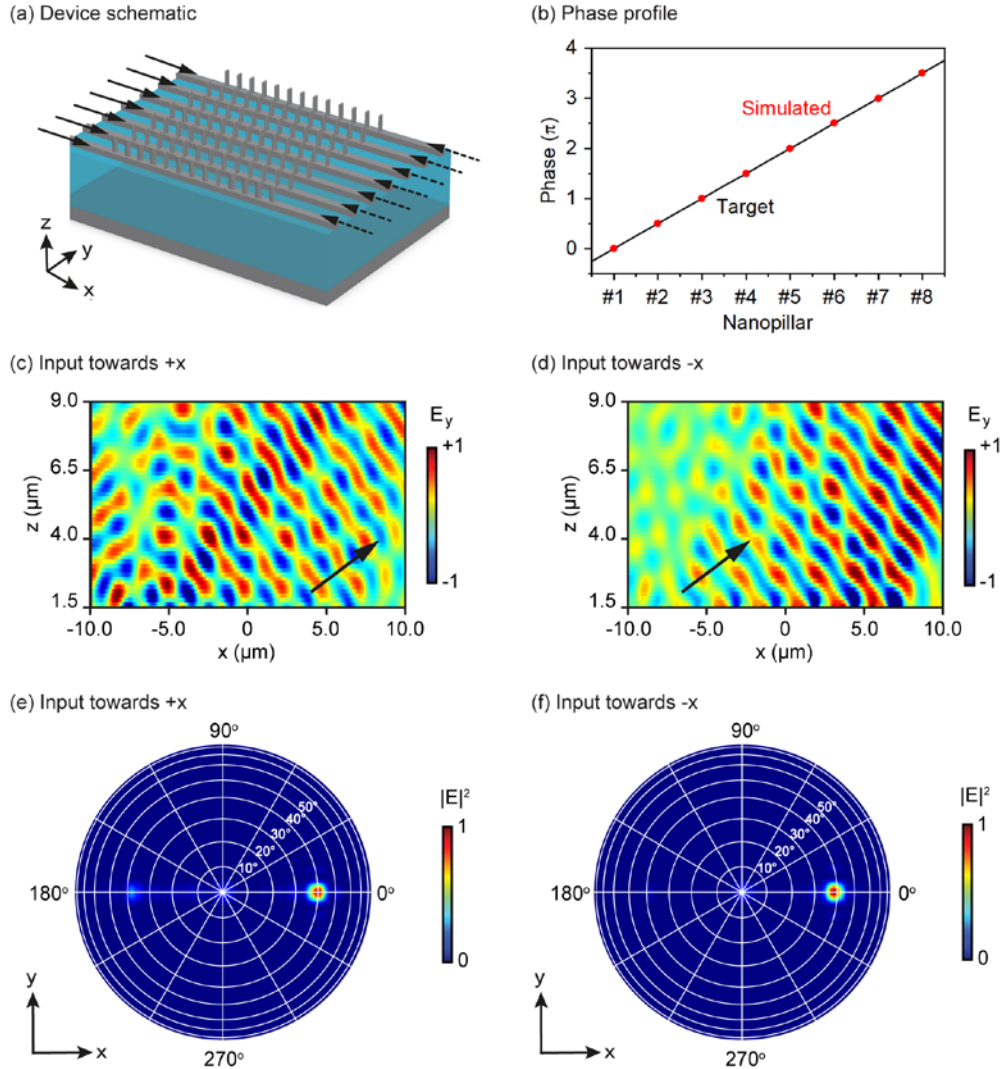 (a) Device schematic
z
y
x
(b) Phase profile
4
3
2
1
0
Phase (π)
Simulated
Target
#1 #2 #3 #4 #5 #6 #7 #8
Nanopillar
(c) Input towards +x
9.0
6.5
4.0
1.5
z (μm)
-10.0 -5.0 0 5.0 10.0
x (μm)
E_y
+1
-1
(d) Input towards -x
9.0
6.5
4.0
1.5
z (μm)
-10.0 -5.0 0 5.0 10.0
x (μm)
E_y
+1
-1
(e) Input towards +x
90°
180°
0°
270°
10° 20° 30° 40° 50°
|E|²
1
0
y
x
(f) Input towards -x
90°
180°
0°
270°
10° 20° 30° 40° 50°
|E|²
1
0
y
x